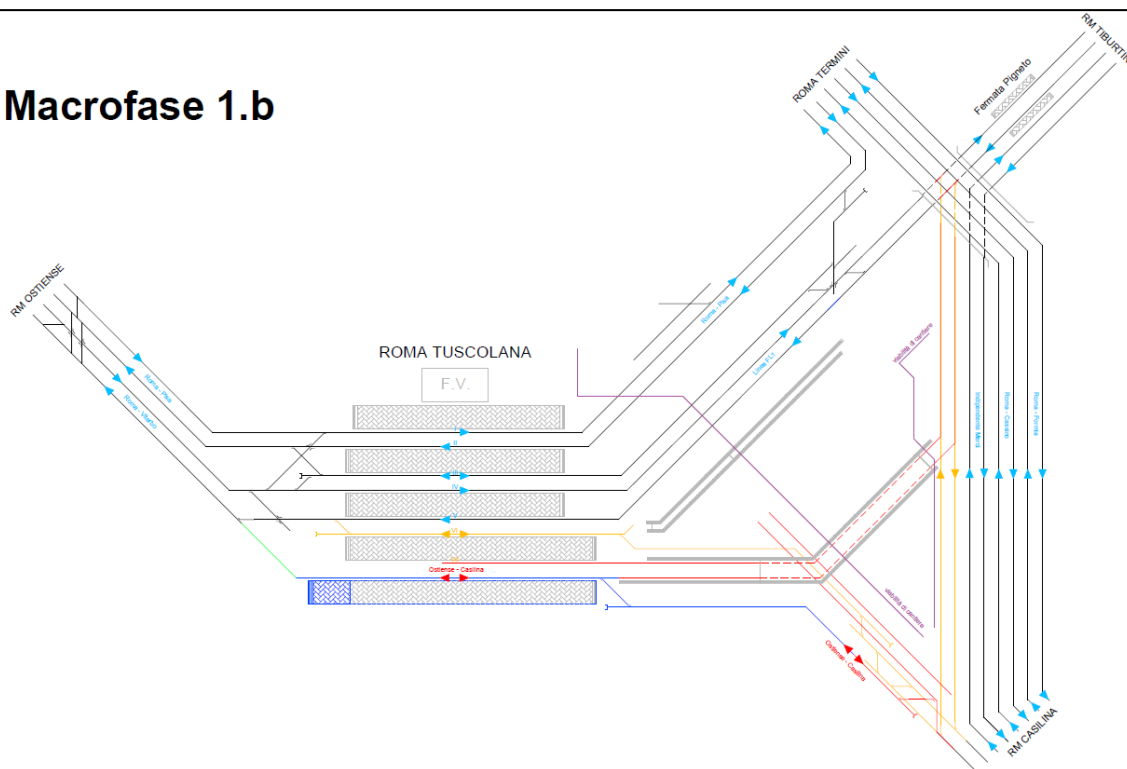 Macrofase 1.b
ROMA TERMINI
RM TIBURTIN
Fermata Pigneto
RM OSTIENSE
Roma - Pisa
Roma - Viterbo
ROMA TUSCOLANA
F.V.
II
III
IV
V
VI
Ostiense - Casilina
Roma - Pisa
Linea FL1
viabilità di cantiere
viabilità di cantiere
Ostiense - Casilina
Indipendente Merci
Roma - Cassino
Roma - Formia
RM CASILINA